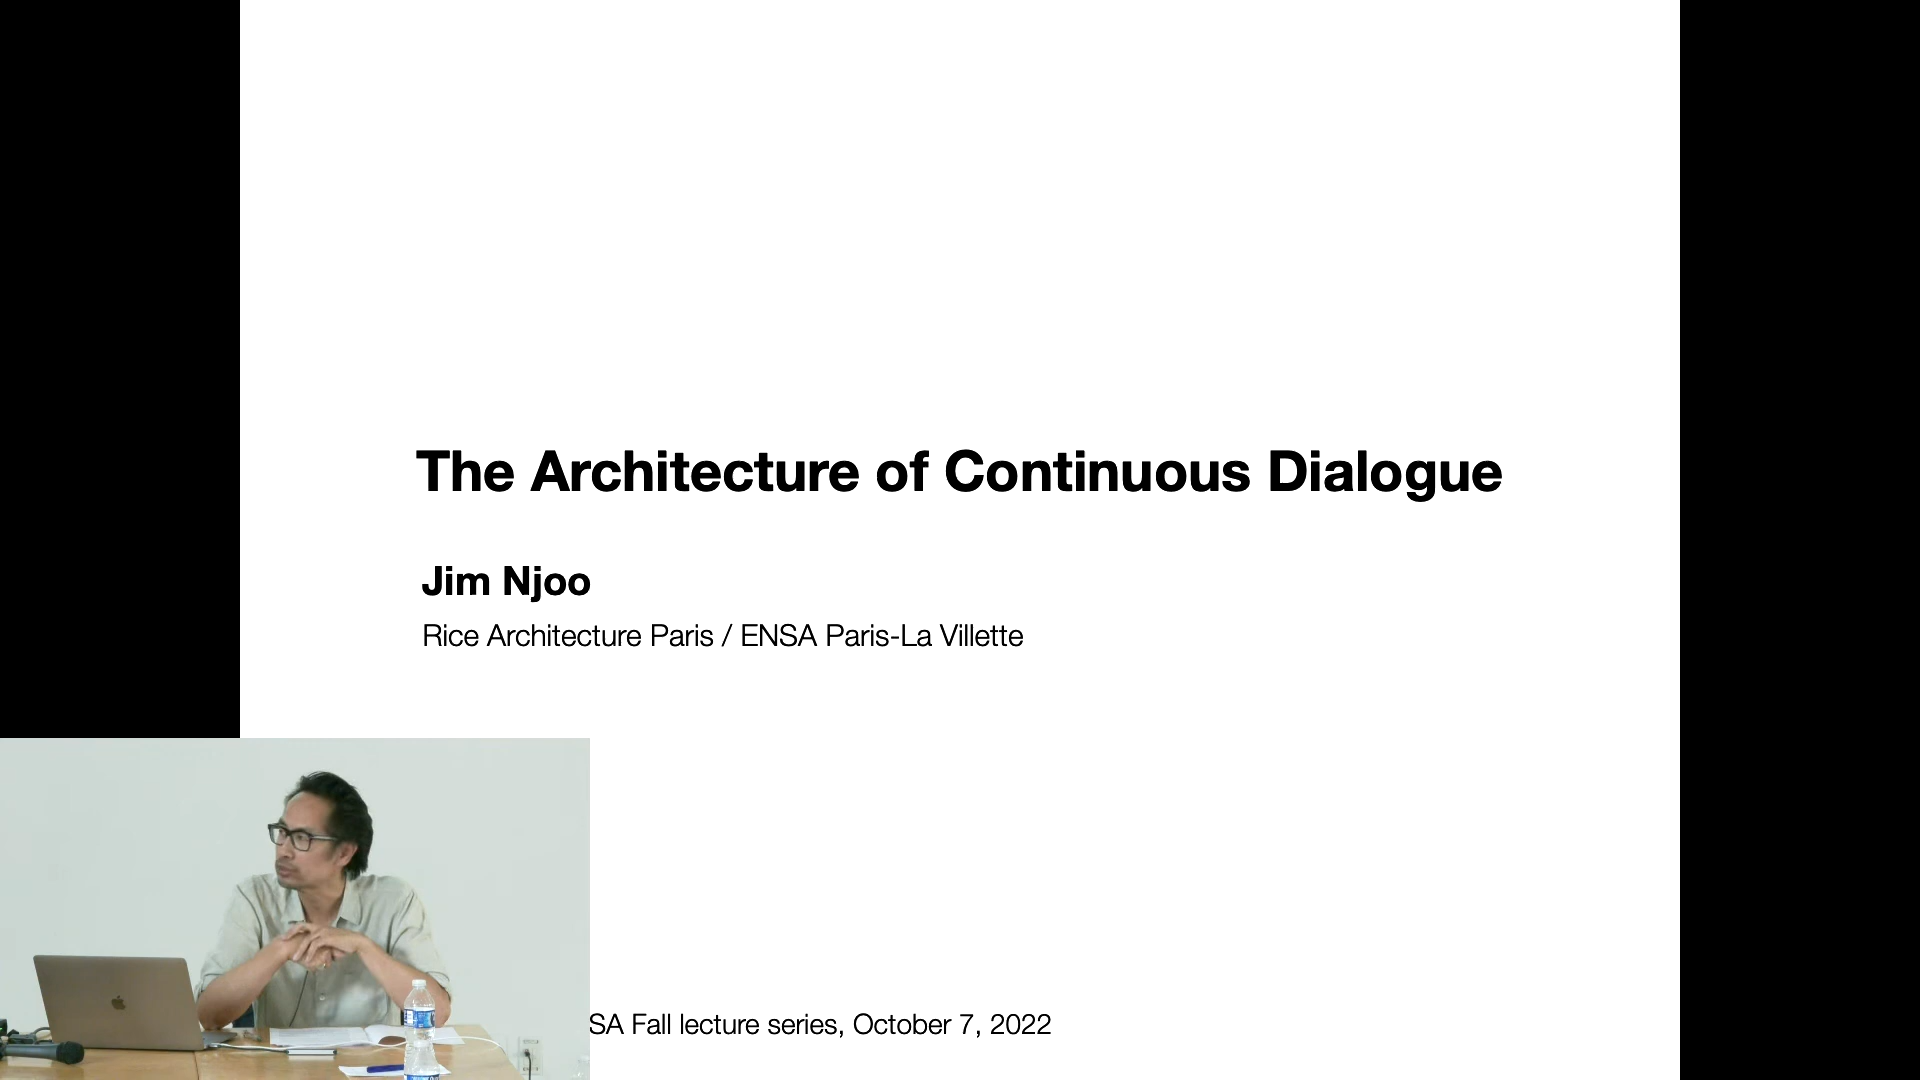 The Architecture of Continuous Dialogue
Jim Njoo
Rice Architecture Paris / ENSA Paris-La Villette
SA Fall lecture series, October 7, 2022